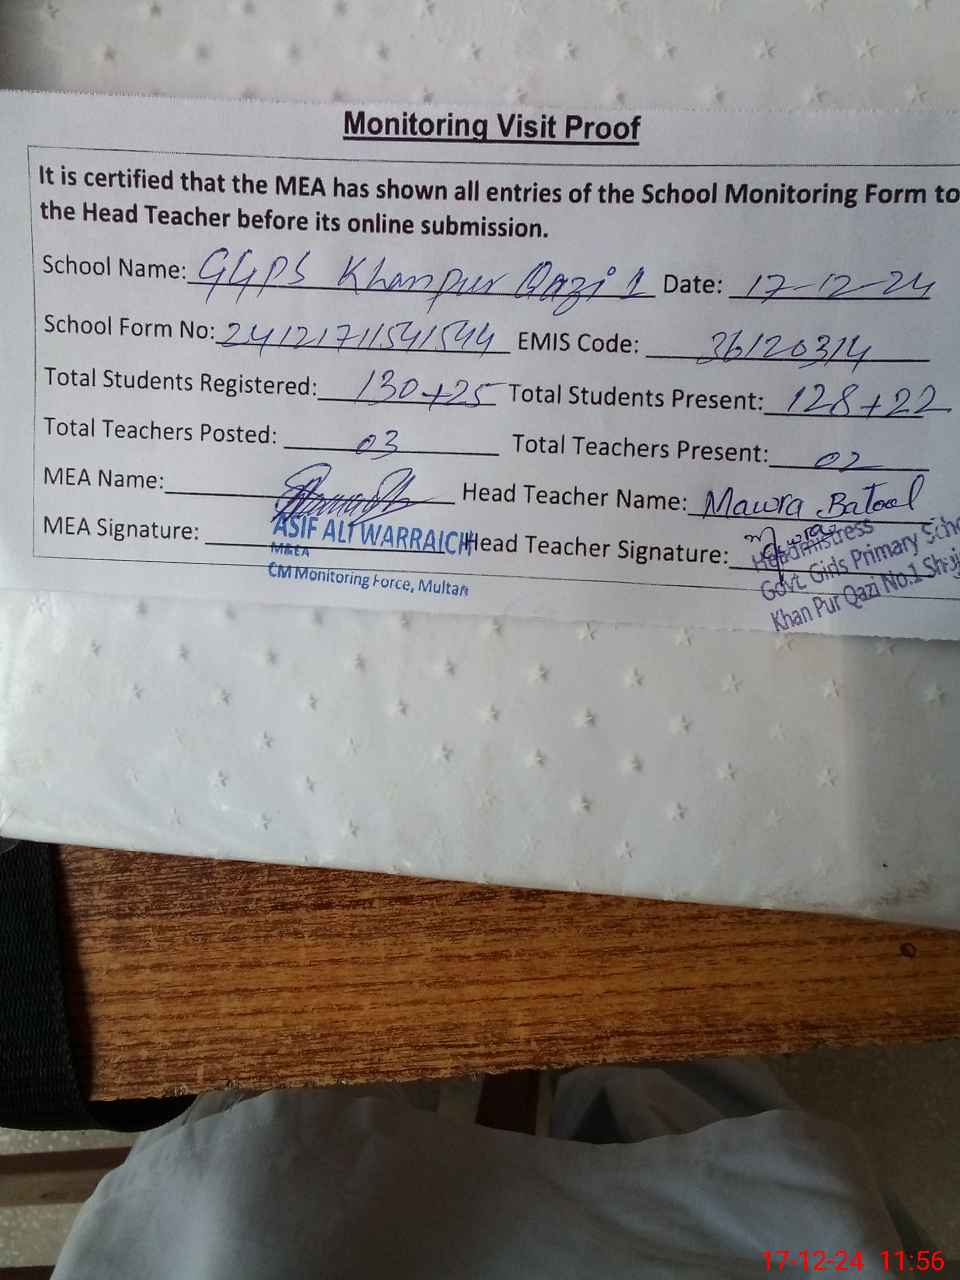 Monitoring Visit Proof
It is certified that the MEA has shown all entries of the School Monitoring Form to
the Head Teacher before its online submission.
School Name: GGPS Khanpur Qazi 1 Date: 17-12-24
School Form No: 24121711541544 EMIS Code: 36120314
Total Students Registered: 130+25 Total Students Present: 128+22
Total Teachers Posted: 03 Total Teachers Present: 02
MEA Name: Head Teacher Name: Mawra Batool
MEA Signature: ASIF ALI WARRAICH Head Teacher Signature: Mawra
M&EA
CM Monitoring Force, Multan
Headmistress
Govt. Girls Primary Scho
Khan Pur Qazi No.1 Shuj
17-12-24 11:56